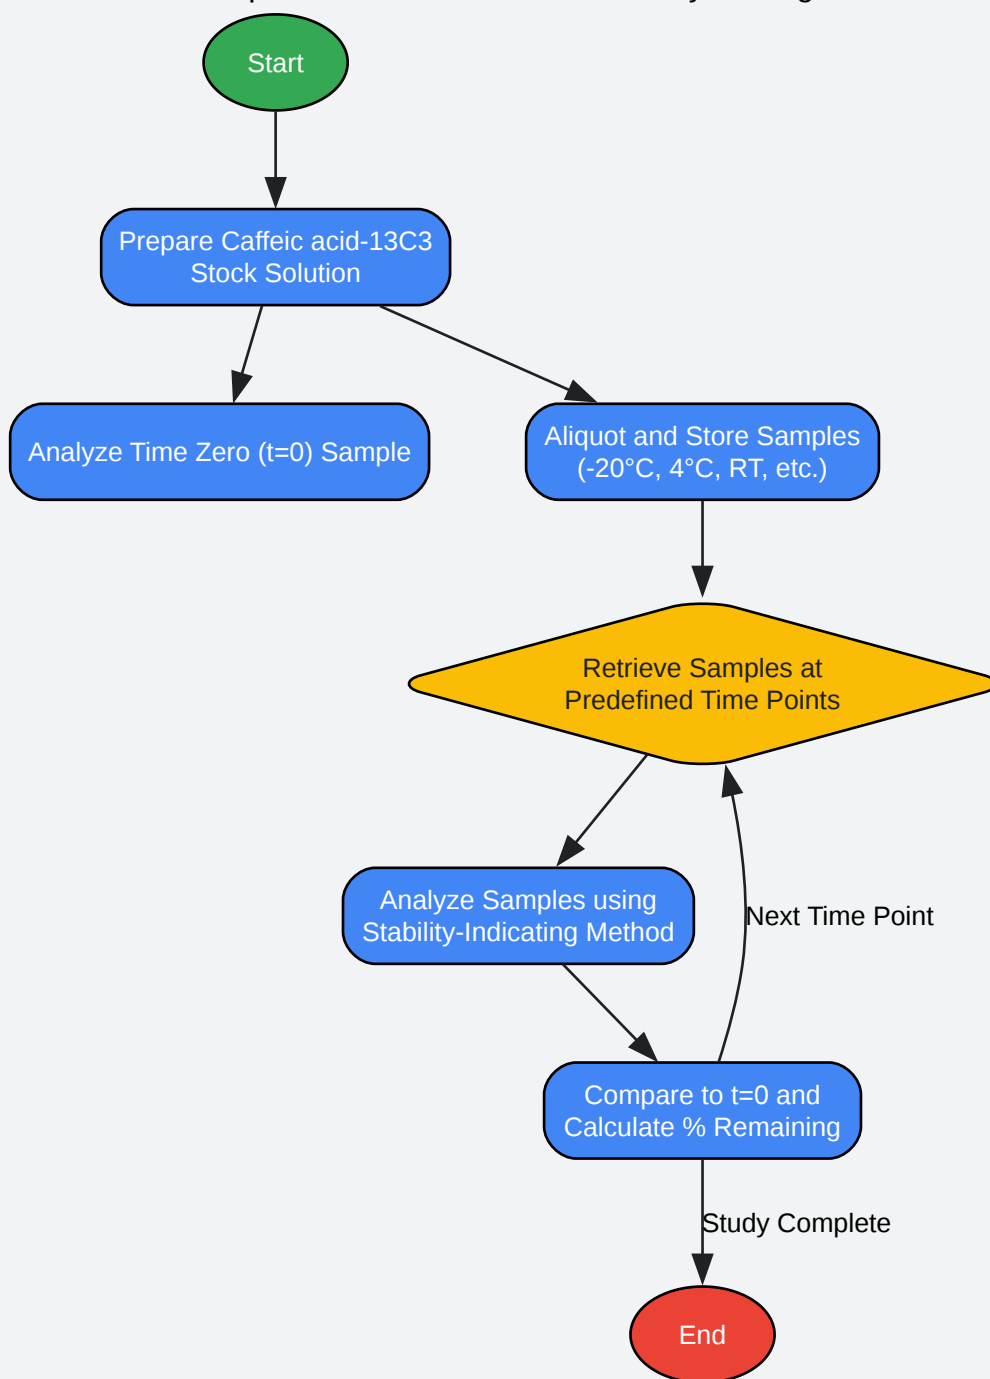 Start
Prepare Caffeic acid-13C3
Stock Solution
Analyze Time Zero (t=0) Sample
Aliquot and Store Samples
(-20°C, 4°C, RT, etc.)
Retrieve Samples at
Predefined Time Points
Analyze Samples using
Stability-Indicating Method
Next Time Point
Compare to t=0 and
Calculate % Remaining
Study Complete
End